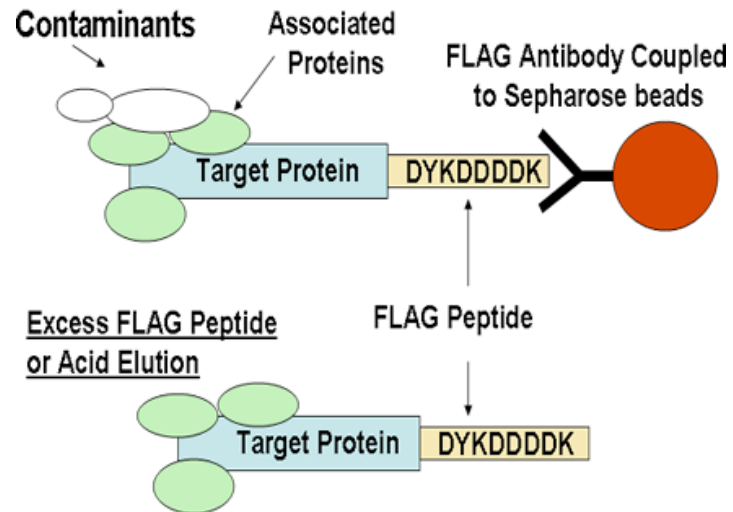 Contaminants
Associated
Proteins
FLAG Antibody Coupled
to Sepharose beads
Target Protein
DYKDDDDK
Excess FLAG Peptide
or Acid Elution
FLAG Peptide
Target Protein
DYKDDDDK